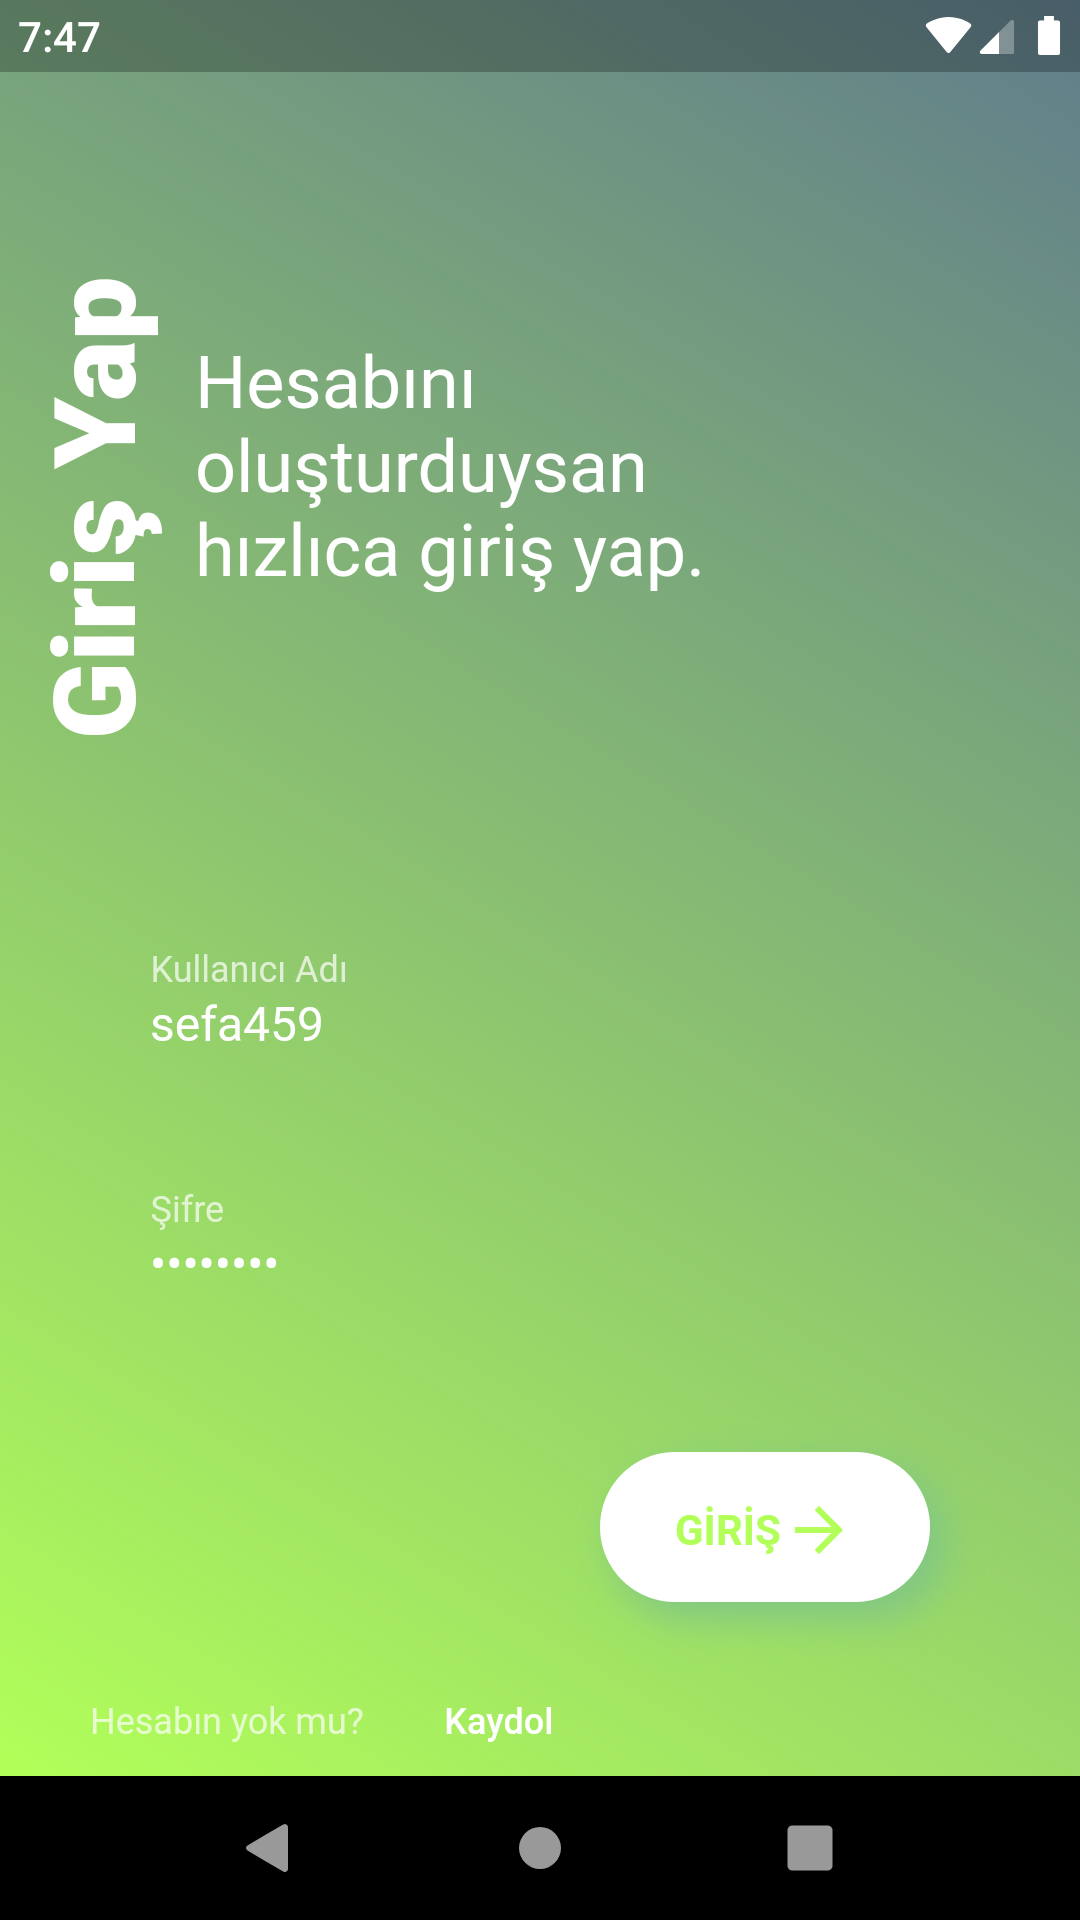 7:47
Giriş Yap
Hesabını
oluşturduysan
hızlıca giriş yap.
Kullanıcı Adı
sefa459
Şifre
••••••••
GİRİŞ
Hesabın yok mu? Kaydol